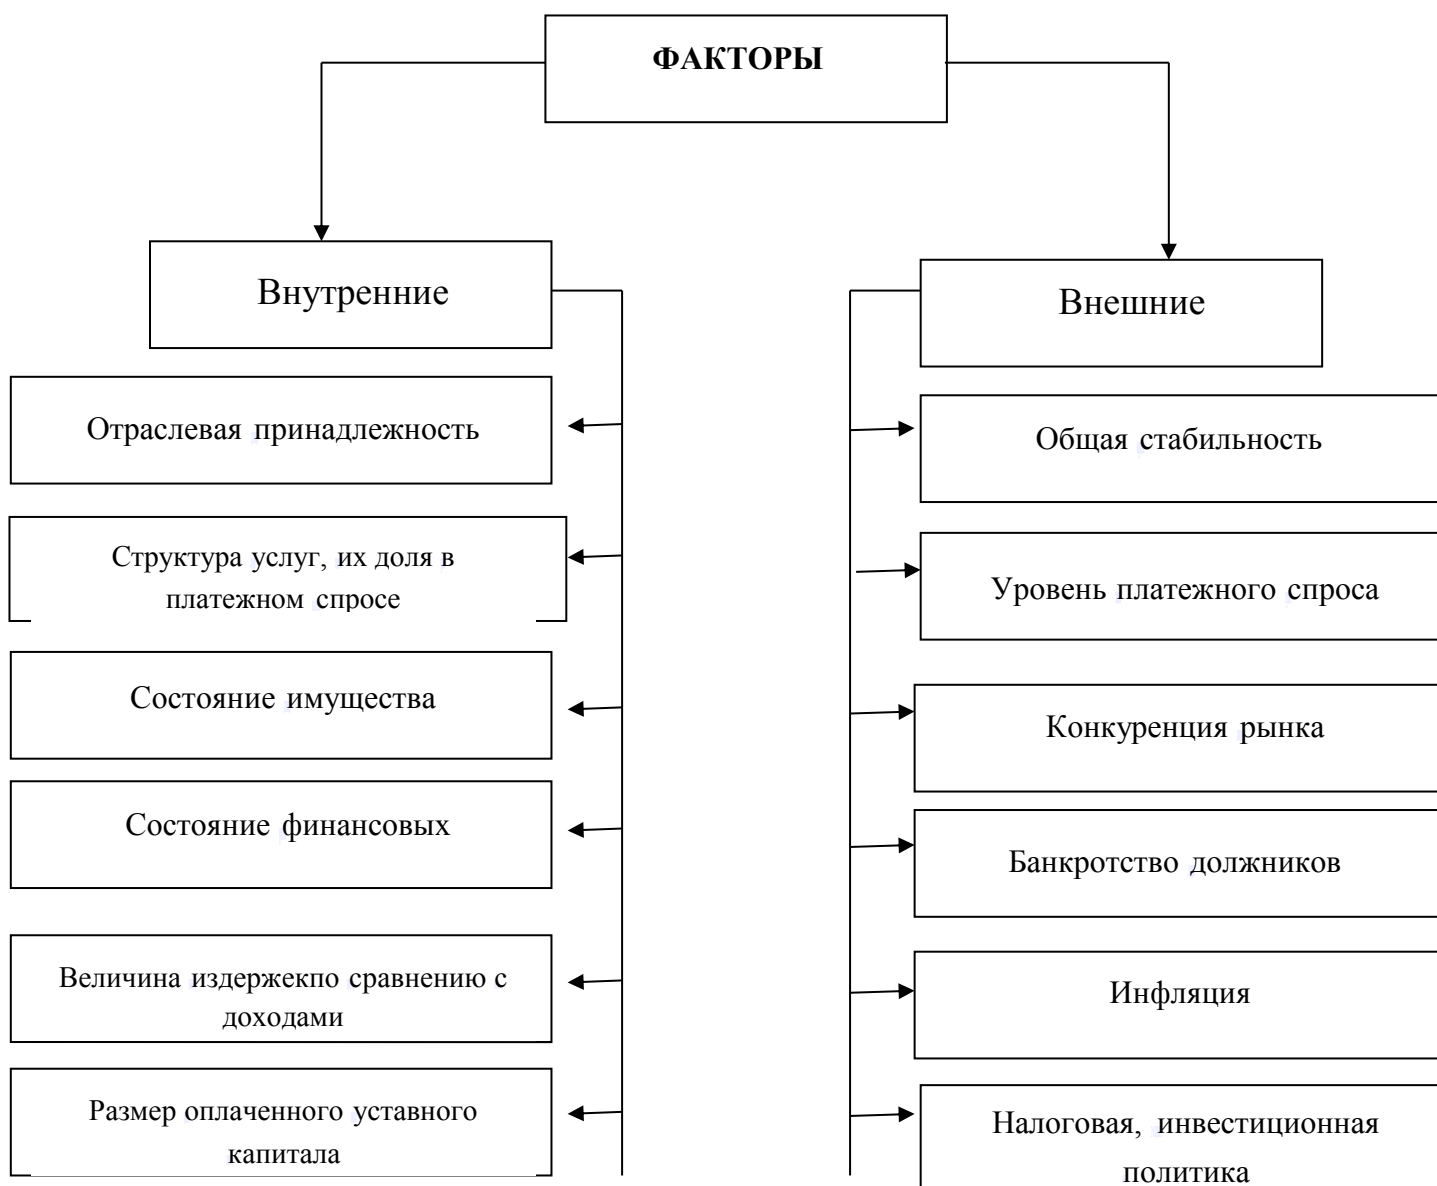 ФАКТОРЫ
Внутренние
Отраслевая принадлежность
Структура услуг, их доля в
платежном спросе
Состояние имущества
Состояние финансовых
Величина издержекпо сравнению с
доходами
Размер оплаченного уставного
капитала
Внешние
Общая стабильность
Уровень платежного спроса
Конкуренция рынка
Банкротство должников
Инфляция
Налоговая, инвестиционная
политика